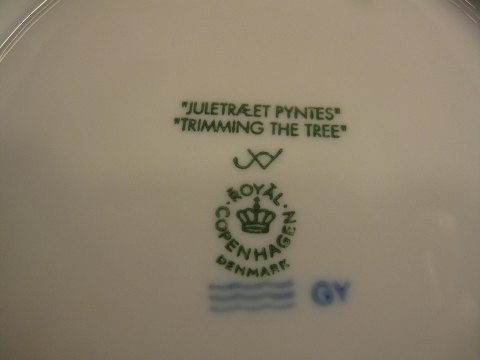 "JULETRÆET PYNTES"
"TRIMMING THE TREE"
ROYAL
COPENHAGEN
DENMARK
GY